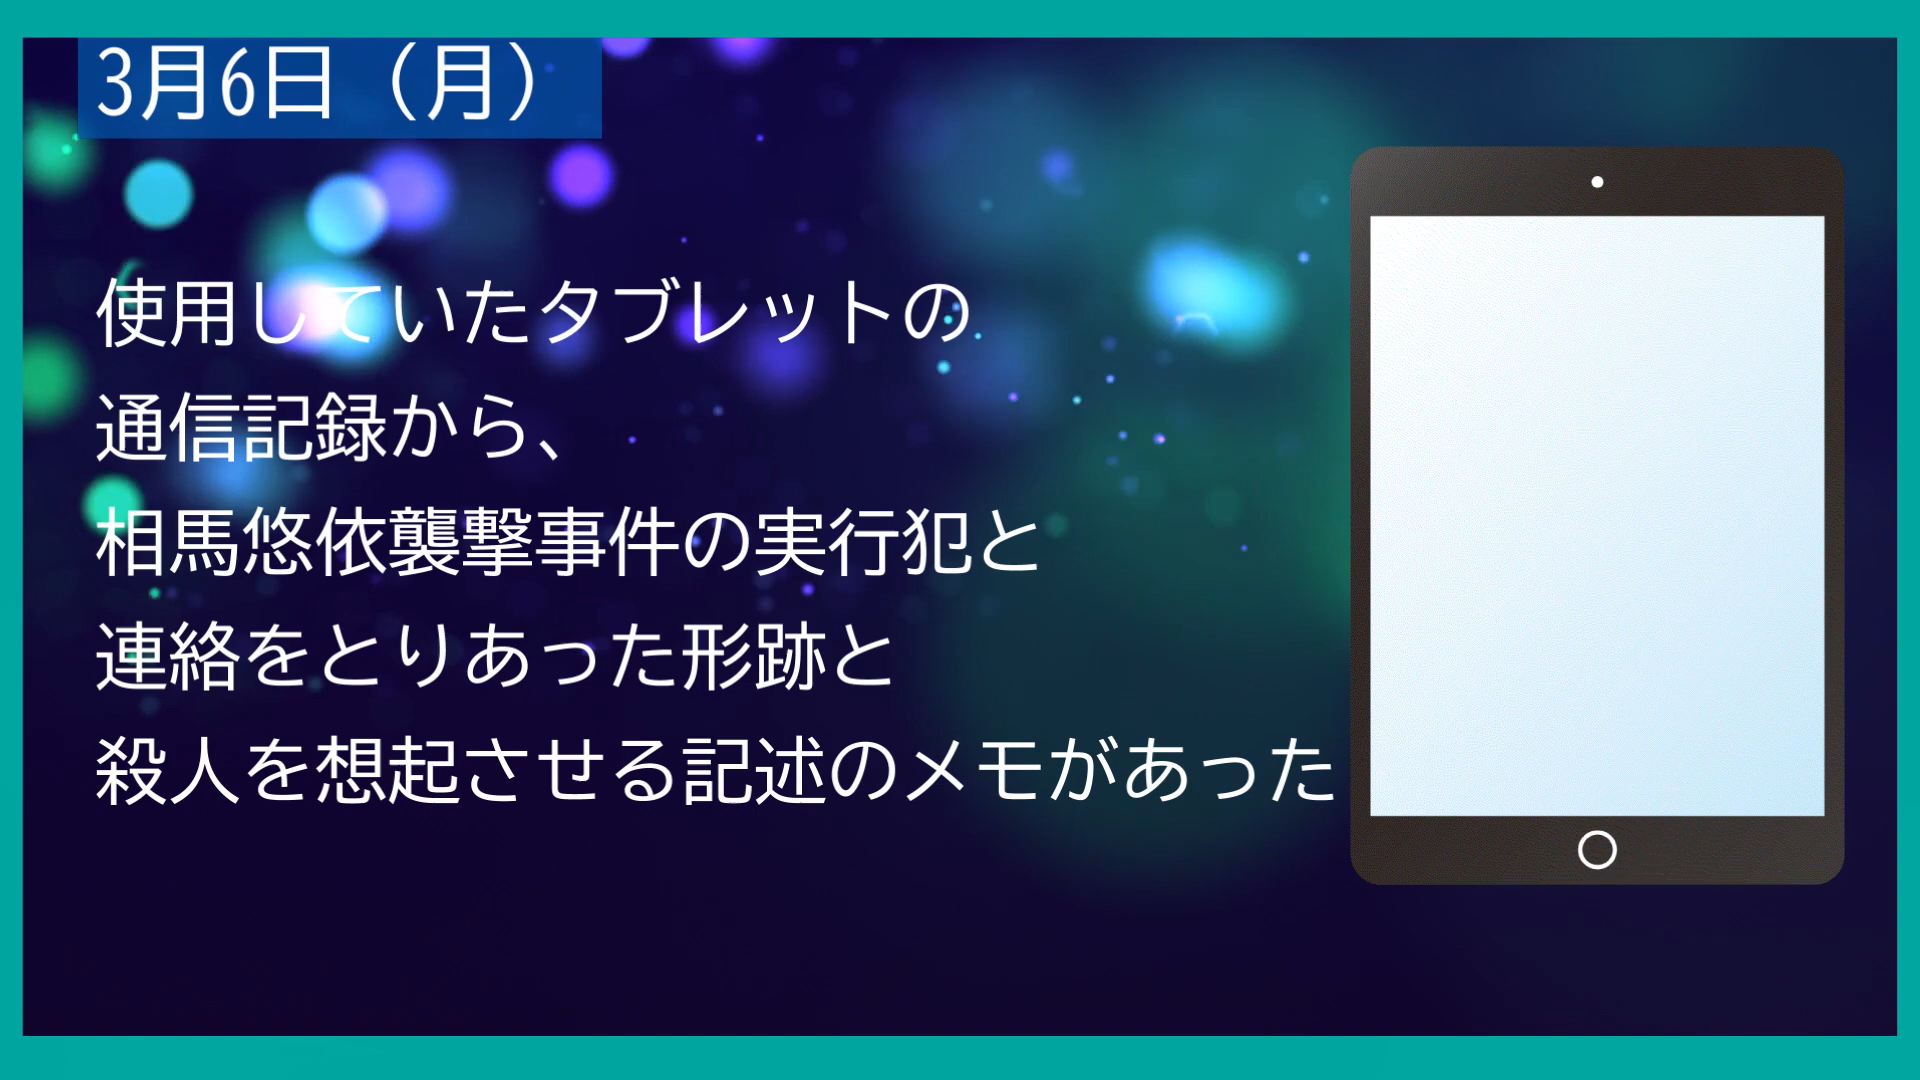 3月6日（月）
使用していたタブレットの
通信記録から、
相馬悠依襲撃事件の実行犯と
連絡をとりあった形跡と
殺人を想起させる記述のメモがあった